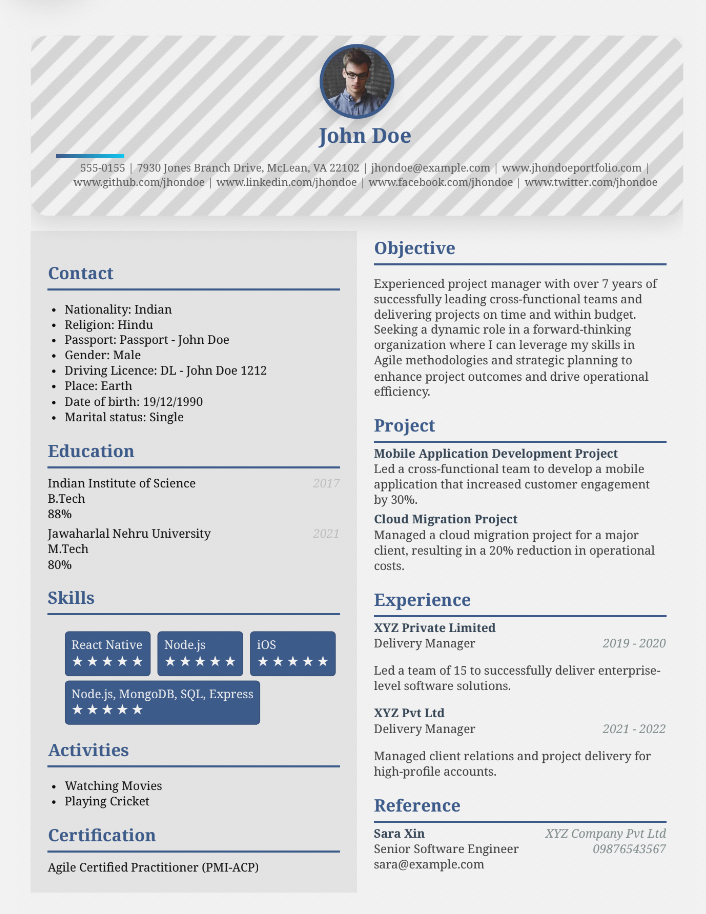 John Doe
555-0155 | 7930 Jones Branch Drive, McLean, VA 22102 | jhondoe@example.com | www.jhondoeportfolio.com |
www.github.com/jhondoe | www.linkedin.com/jhondoe | www.facebook.com/jhondoe | www.twitter.com/jhondoe
Contact
• Nationality: Indian
• Religion: Hindu
• Passport: Passport - John Doe
• Gender: Male
• Driving Licence: DL - John Doe 1212
• Place: Earth
• Date of birth: 19/12/1990
• Marital status: Single
Education
Indian Institute of Science 2017
B.Tech
88%
Jawaharlal Nehru University 2021
M.Tech
80%
Skills
React Native Node.js iOS
★★★★★ ★★★★★ ★★★★★
Node.js, MongoDB, SQL, Express
★★★★★
Activities
• Watching Movies
• Playing Cricket
Certification
Agile Certified Practitioner (PMI-ACP)
Objective
Experienced project manager with over 7 years of
successfully leading cross-functional teams and
delivering projects on time and within budget.
Seeking a dynamic role in a forward-thinking
organization where I can leverage my skills in
Agile methodologies and strategic planning to
enhance project outcomes and drive operational
efficiency.
Project
Mobile Application Development Project
Led a cross-functional team to develop a mobile
application that increased customer engagement
by 30%.
Cloud Migration Project
Managed a cloud migration project for a major
client, resulting in a 20% reduction in operational
costs.
Experience
XYZ Private Limited
Delivery Manager 2019 - 2020
Led a team of 15 to successfully deliver enterprise-
level software solutions.
XYZ Pvt Ltd
Delivery Manager 2021 - 2022
Managed client relations and project delivery for
high-profile accounts.
Reference
Sara Xin XYZ Company Pvt Ltd
Senior Software Engineer 09876543567
sara@example.com